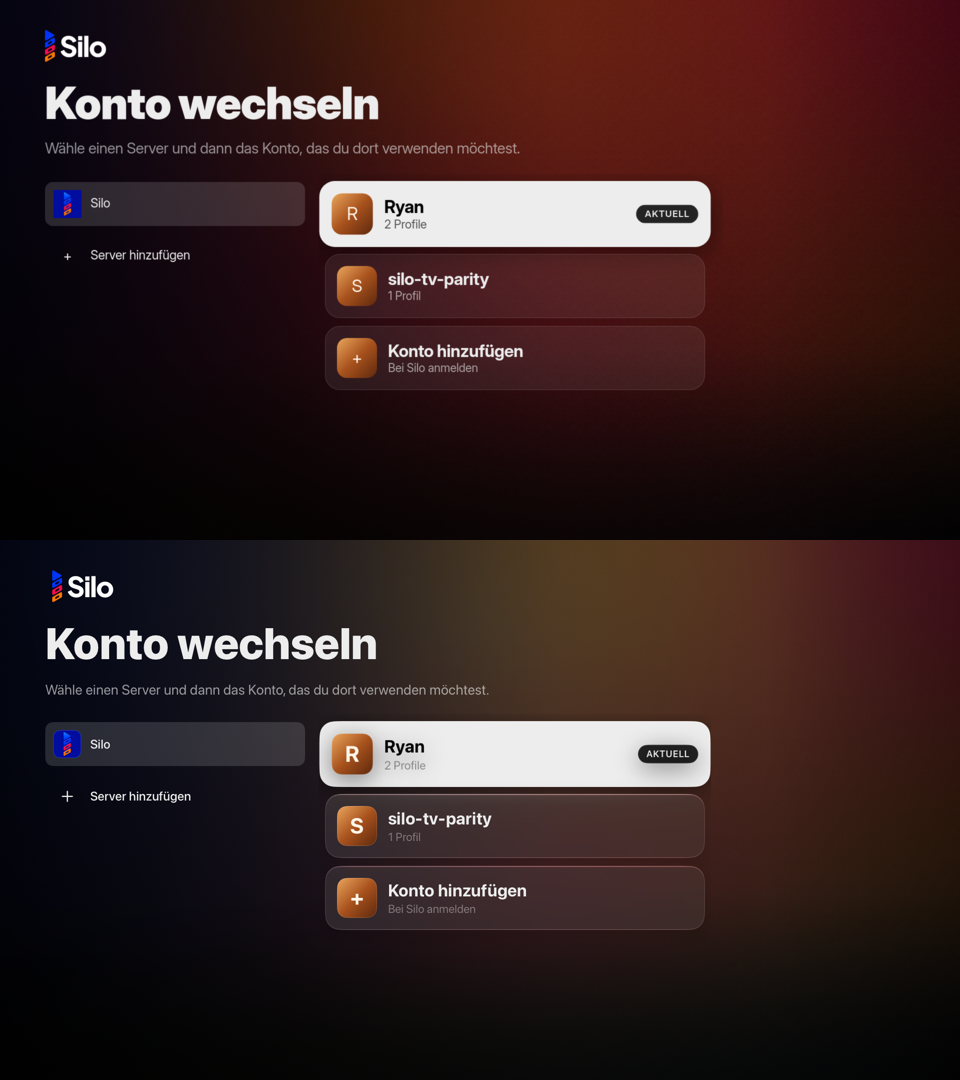 Silo
Konto wechseln
Wähle einen Server und dann das Konto, das du dort verwenden möchtest.
Silo
+ Server hinzufügen
R
Ryan
2 Profile
AKTUELL
S
silo-tv-parity
1 Profil
+
Konto hinzufügen
Bei Silo anmelden
Silo
Konto wechseln
Wähle einen Server und dann das Konto, das du dort verwenden möchtest.
Silo
+ Server hinzufügen
R
Ryan
2 Profile
AKTUELL
S
silo-tv-parity
1 Profil
+
Konto hinzufügen
Bei Silo anmelden